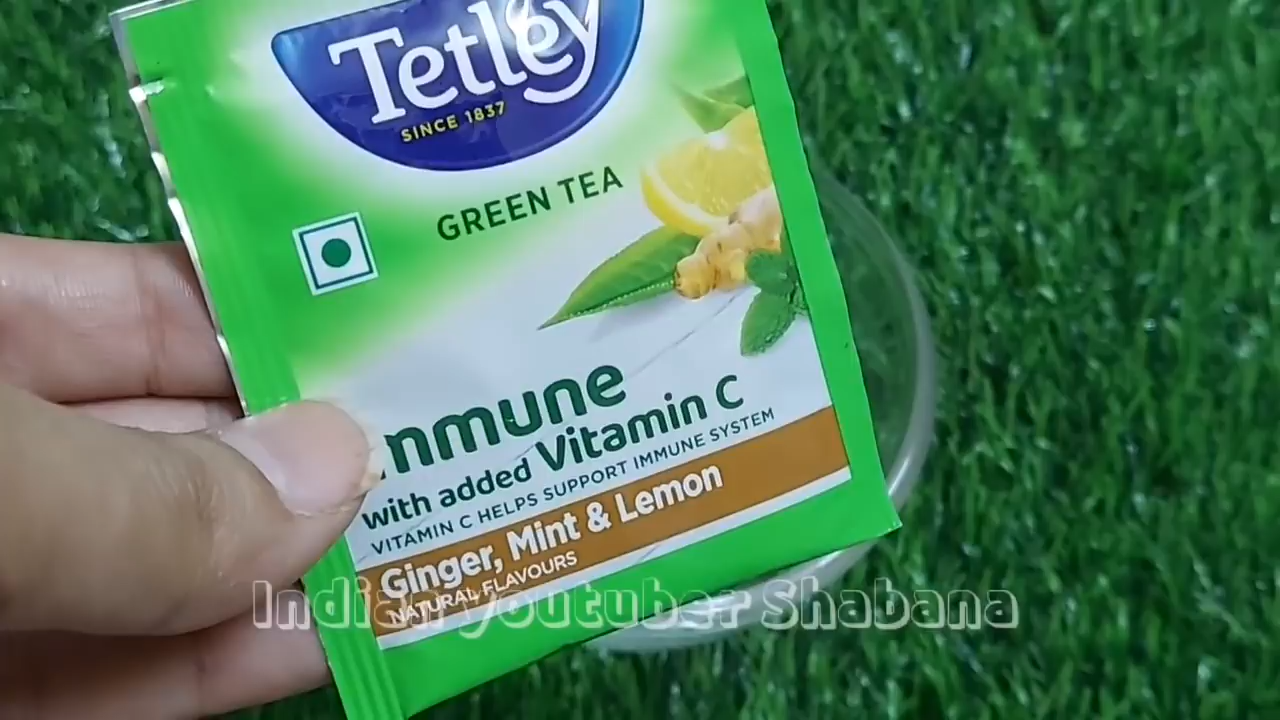 Tetley
SINCE 1837
GREEN TEA
mmune
with added Vitamin C
VITAMIN C HELPS SUPPORT IMMUNE SYSTEM
Ginger, Mint & Lemon
NATURAL FLAVOURS
Indian youtuber Shabana